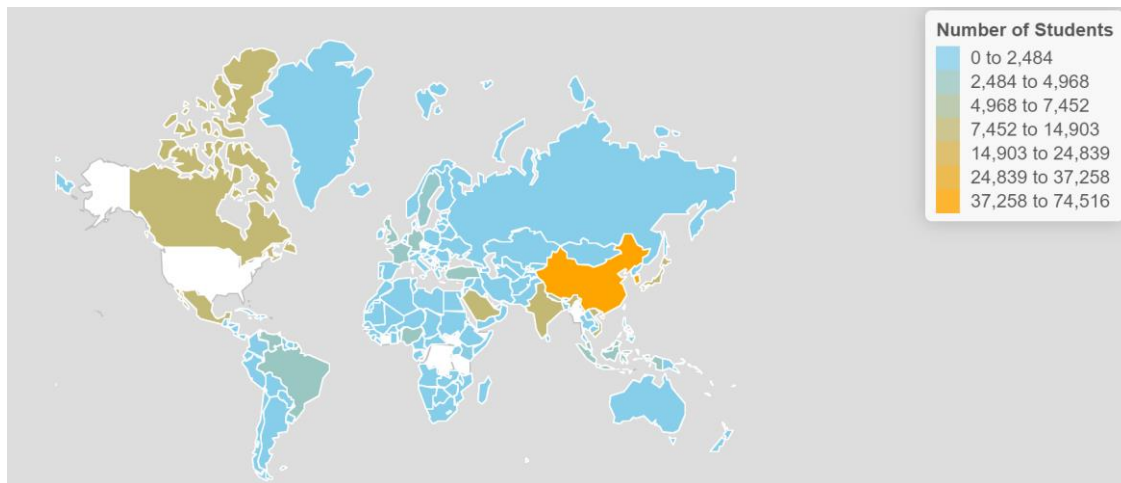 Number of Students
0 to 2,484
2,484 to 4,968
4,968 to 7,452
7,452 to 14,903
14,903 to 24,839
24,839 to 37,258
37,258 to 74,516